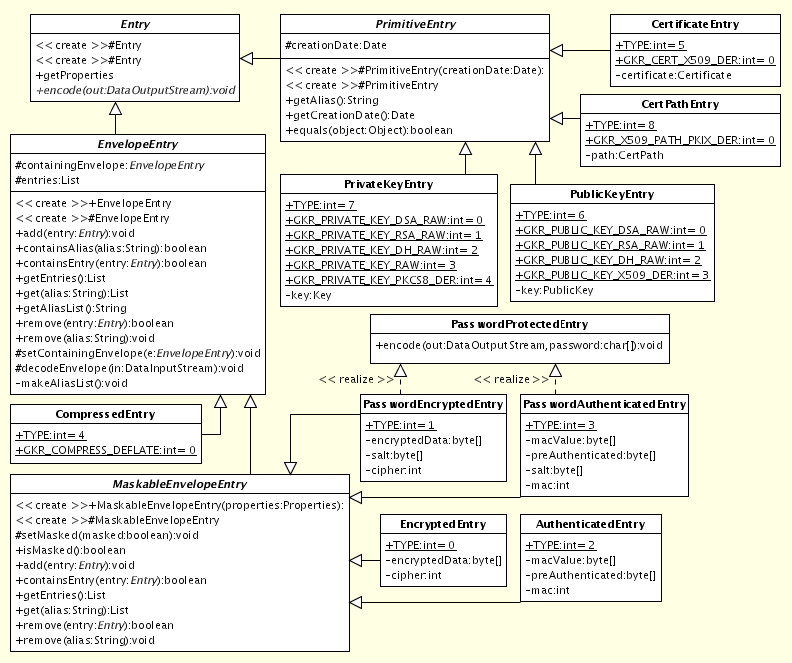 Entry
<< create >>#Entry
<< create >>#Entry
+getProperties
+encode(out:DataOutputStream):void
PrimitiveEntry
#creationDate:Date
<< create >>#PrimitiveEntry(creationDate:Date):
<< create >>#PrimitiveEntry
+getAlias():String
+getCreationDate():Date
+equals(object:Object):boolean
CertificateEntry
+TYPE:int=5
+GKR_CERT_X509_DER:int=0
-certificate:Certificate
CertPathEntry
+TYPE:int=8
+GKR_X509_PATH_PKIX_DER:int=0
-path:CertPath
EnvelopeEntry
#containingEnvelope:EnvelopeEntry
#entries:List
<< create >>+EnvelopeEntry
<< create >>#EnvelopeEntry
+add(entry:Entry):void
+containsAlias(alias:String):boolean
+containsEntry(entry:Entry):boolean
+getEntries():List
+get(alias:String):List
+getAliasList():String
+remove(entry:Entry):boolean
+remove(alias:String):void
#setContainingEnvelope(e:EnvelopeEntry):void
#decodeEnvelope(in:DataInputStream):void
-makeAliasList():void
PrivateKeyEntry
+TYPE:int=7
+GKR_PRIVATE_KEY_DSA_RAW:int=0
+GKR_PRIVATE_KEY_RSA_RAW:int=1
+GKR_PRIVATE_KEY_DH_RAW:int=2
+GKR_PRIVATE_KEY_RAW:int=3
+GKR_PRIVATE_KEY_PKCS8_DER:int=4
-key:Key
PublicKeyEntry
+TYPE:int=6
+GKR_PUBLIC_KEY_DSA_RAW:int=0
+GKR_PUBLIC_KEY_RSA_RAW:int=1
+GKR_PUBLIC_KEY_DH_RAW:int=2
+GKR_PUBLIC_KEY_X509_DER:int=3
-key:PublicKey
PasswordProtectedEntry
+encode(out:DataOutputStream,password:char[]):void
<< realize >>
<< realize >>
CompressedEntry
+TYPE:int=4
+GKR_COMPRESS_DEFLATE:int=0
PasswordEncryptedEntry
+TYPE:int=1
-encryptedData:byte[]
-salt:byte[]
-cipher:int
PasswordAuthenticatedEntry
+TYPE:int=3
-macValue:byte[]
-preAuthenticated:byte[]
-salt:byte[]
-mac:int
MaskableEnvelopeEntry
<< create >>+MaskableEnvelopeEntry(properties:Properties):
<< create >>#MaskableEnvelopeEntry
#setMasked(masked:boolean):void
+isMasked():boolean
+add(entry:Entry):void
+containsEntry(entry:Entry):boolean
+getEntries():List
+get(alias:String):List
+remove(entry:Entry):boolean
+remove(alias:String):void
EncryptedEntry
+TYPE:int=0
-encryptedData:byte[]
-cipher:int
AuthenticatedEntry
+TYPE:int=2
-macValue:byte[]
-preAuthenticated:byte[]
-mac:int